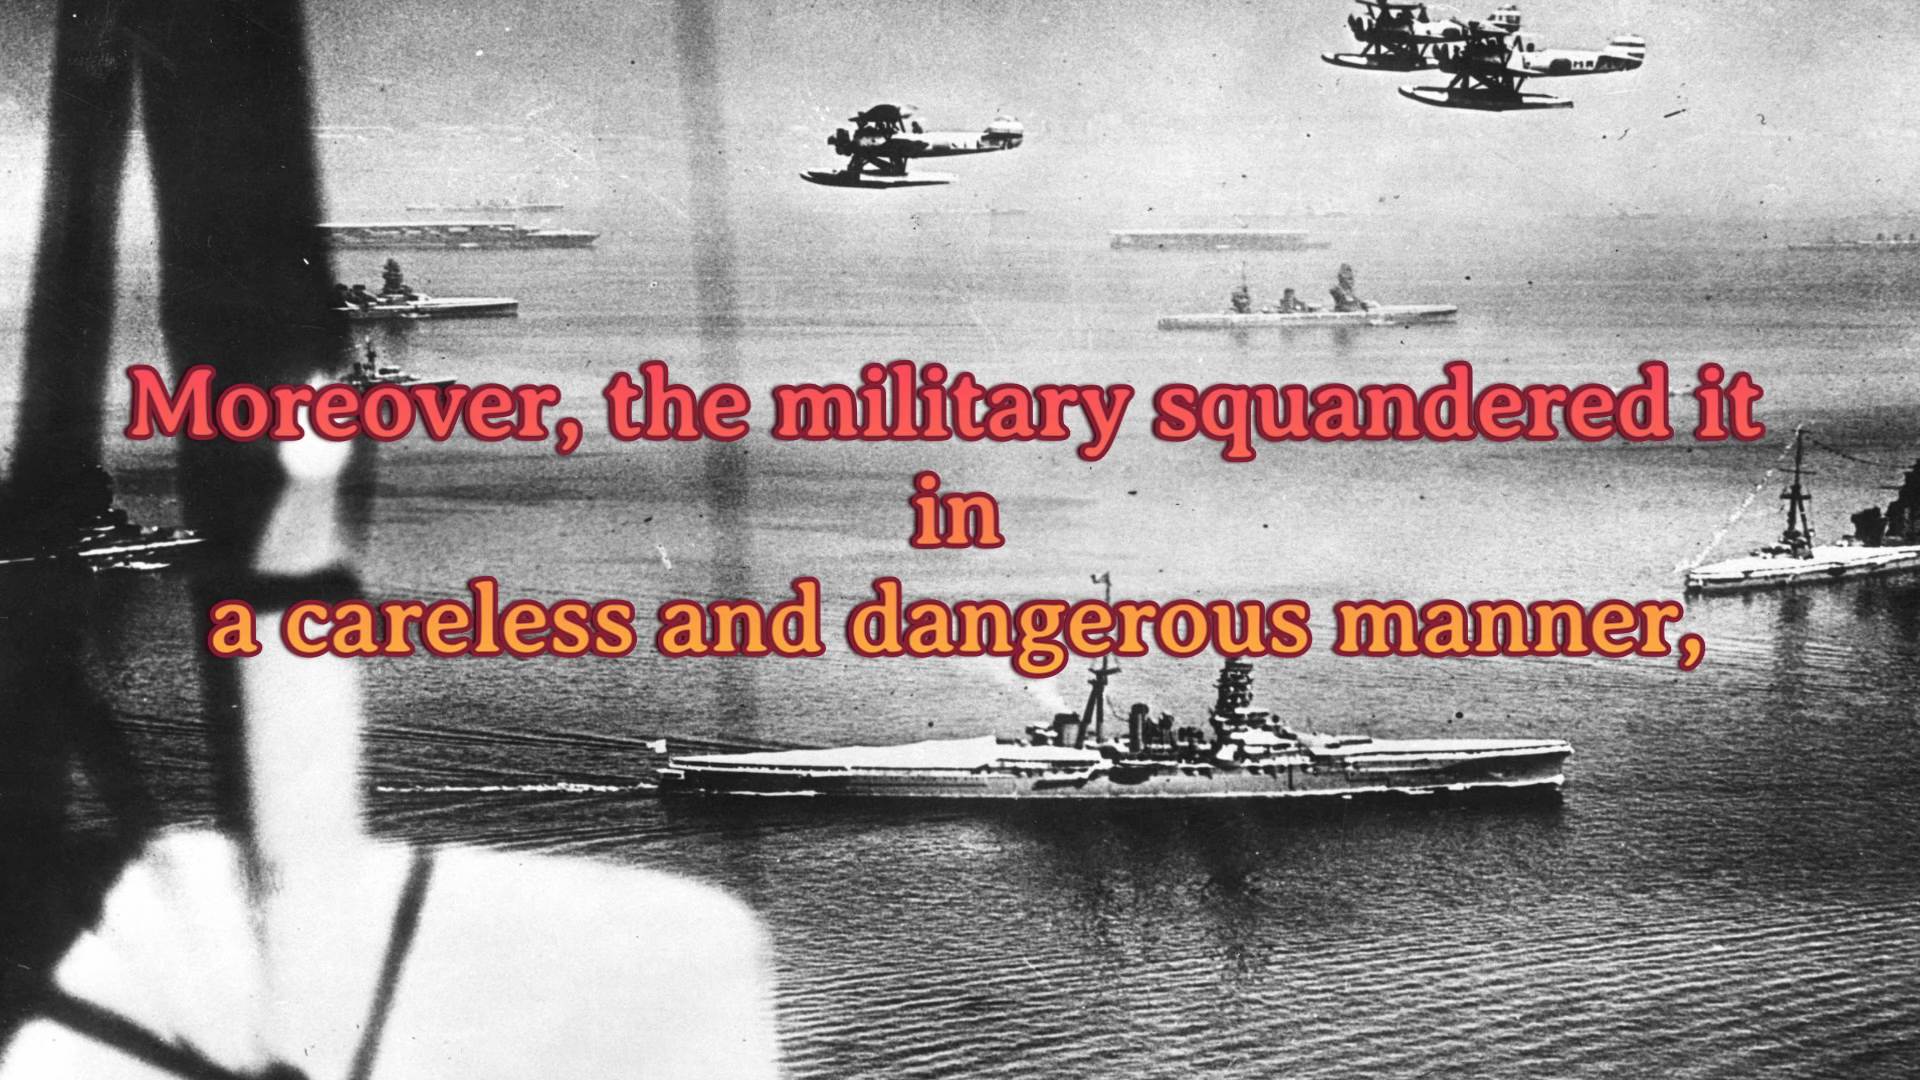 Moreover, the military squandered it
in
a careless and dangerous manner,